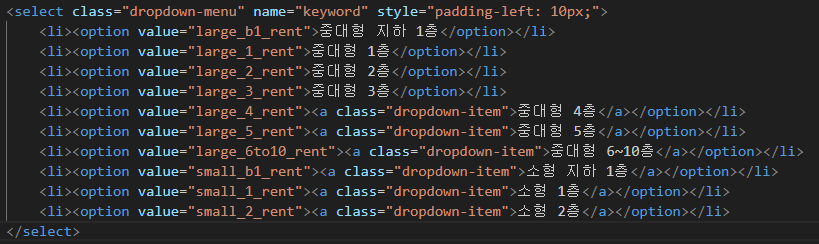 <select class="dropdown-menu" name="keyword" style="padding-left: 10px;">
<li><option value="large_b1_rent">중대형 지하 1층</option></li>
<li><option value="large_1_rent">중대형 1층</option></li>
<li><option value="large_2_rent">중대형 2층</option></li>
<li><option value="large_3_rent">중대형 3층</option></li>
<li><option value="large_4_rent"><a class="dropdown-item">중대형 4층</a></option></li>
<li><option value="large_5_rent"><a class="dropdown-item">중대형 5층</a></option></li>
<li><option value="large_6to10_rent"><a class="dropdown-item">중대형 6~10층</a></option></li>
<li><option value="small_b1_rent"><a class="dropdown-item">소형 지하 1층</a></option></li>
<li><option value="small_1_rent"><a class="dropdown-item">소형 1층</a></option></li>
<li><option value="small_2_rent"><a class="dropdown-item">소형 2층</a></option></li>
</select>